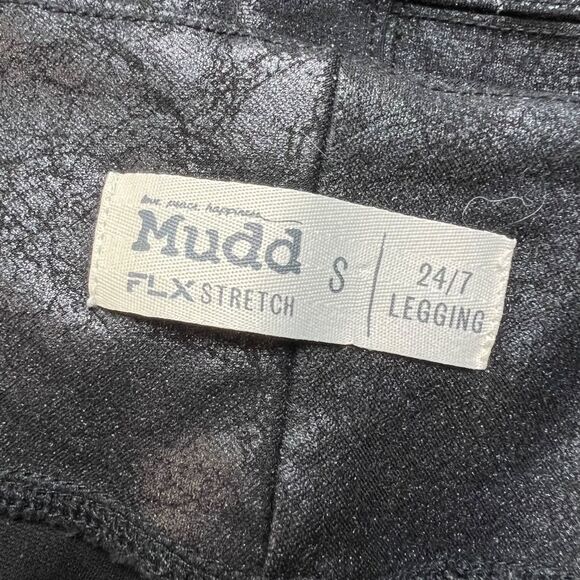 love. peace. happiness.
Mudd
FLX STRETCH
S
24/7
LEGGING